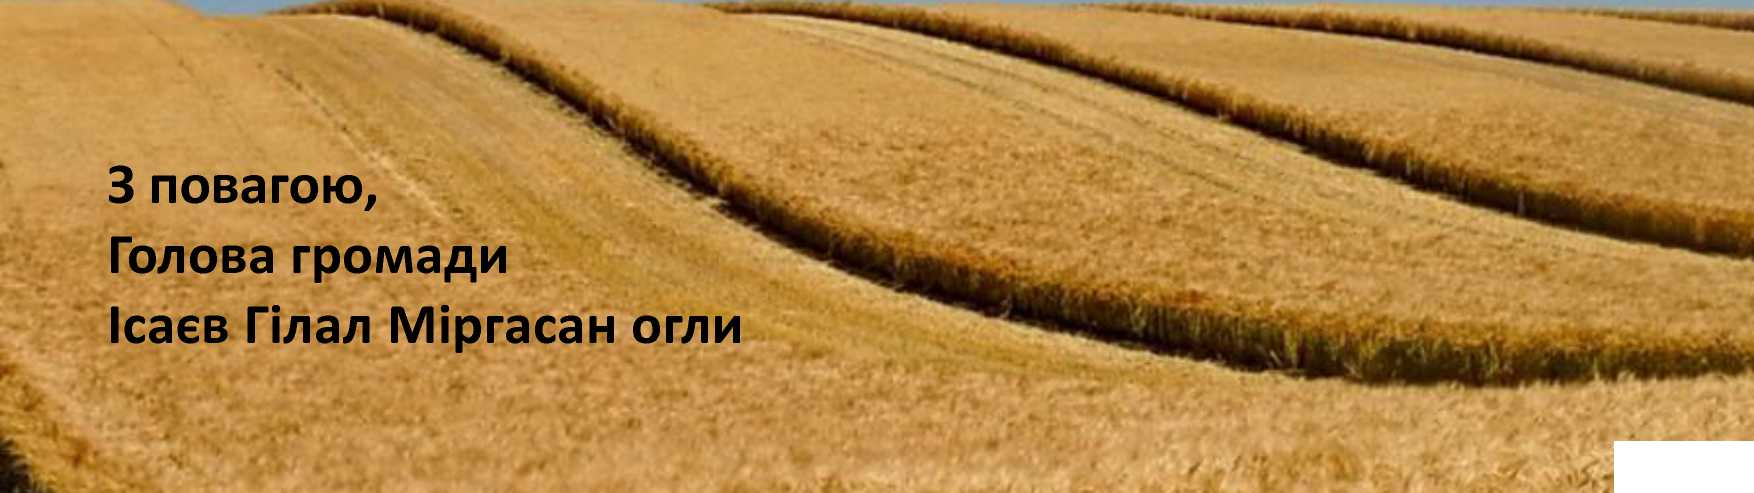 З повагою,
Голова громади
Ісаєв Гілал Міргасан огли